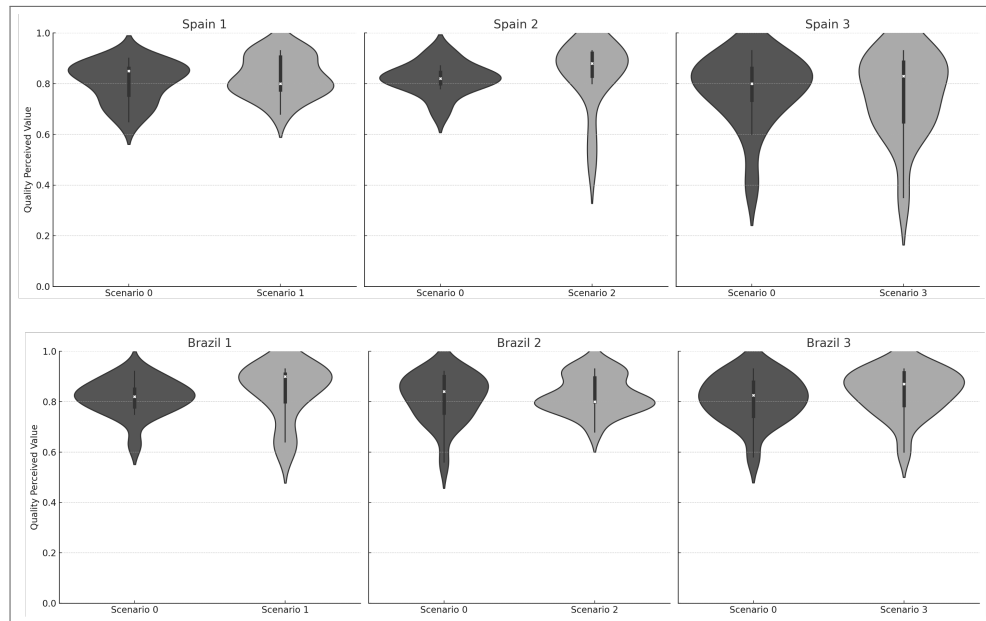 Spain 1
Spain 2
Spain 3
Quality Perceived Value
1.0
0.8
0.6
0.4
0.2
0.0
Scenario 0
Scenario 1
Scenario 0
Scenario 2
Scenario 0
Scenario 3
Brazil 1
Brazil 2
Brazil 3
Quality Perceived Value
1.0
0.8
0.6
0.4
0.2
0.0
Scenario 0
Scenario 1
Scenario 0
Scenario 2
Scenario 0
Scenario 3